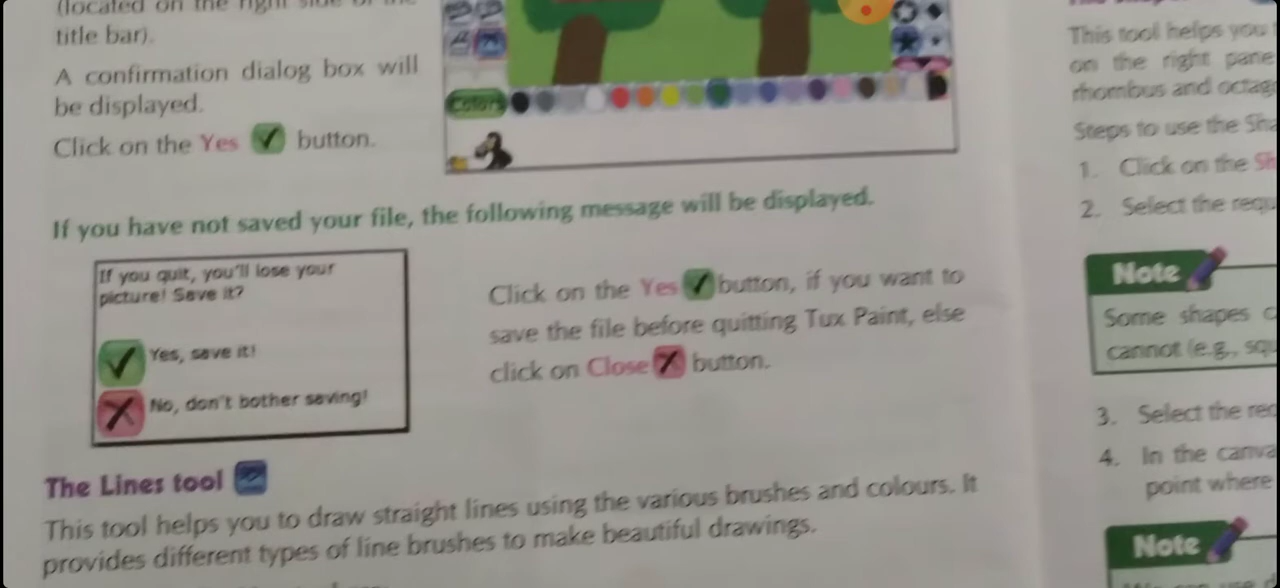 (located on the right side of the
title bar).
A confirmation dialog box will
be displayed.
Click on the Yes button.
Colors
If you have not saved your file, the following message will be displayed.
If you quit, you'll lose your
picture! Save it?
Yes, save it!
No, don't bother saving!
Click on the Yes button, if you want to
save the file before quitting Tux Paint, else
click on Close button.
The Lines tool
This tool helps you to draw straight lines using the various brushes and colours. It
provides different types of line brushes to make beautiful drawings.
This tool helps you
on the right pane
rhombus and octag
Steps to use the Sha
1. Click on the Sh
2. Select the requ
Note
Some shapes c
cannot (e.g., squ
3. Select the rec
4. In the canva
point where
Note